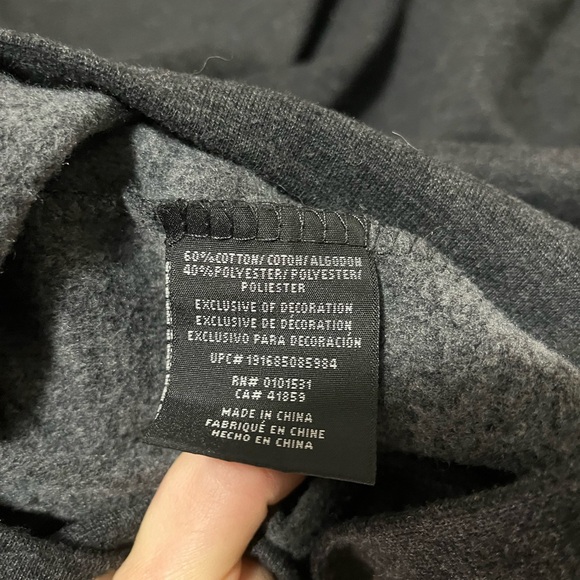 60%COTTON/ COTON/ ALGODON
40%POLYESTER/ POLYESTER/
POLIESTER
EXCLUSIVE OF DECORATION
EXCLUSIVE DE DÉCORATION
EXCLUSIVO PARA DECORACIÓN
UPC# 191685085984
RN# 0101531
CA# 41859
MADE IN CHINA
FABRIQUÉ EN CHINE
HECHO EN CHINA